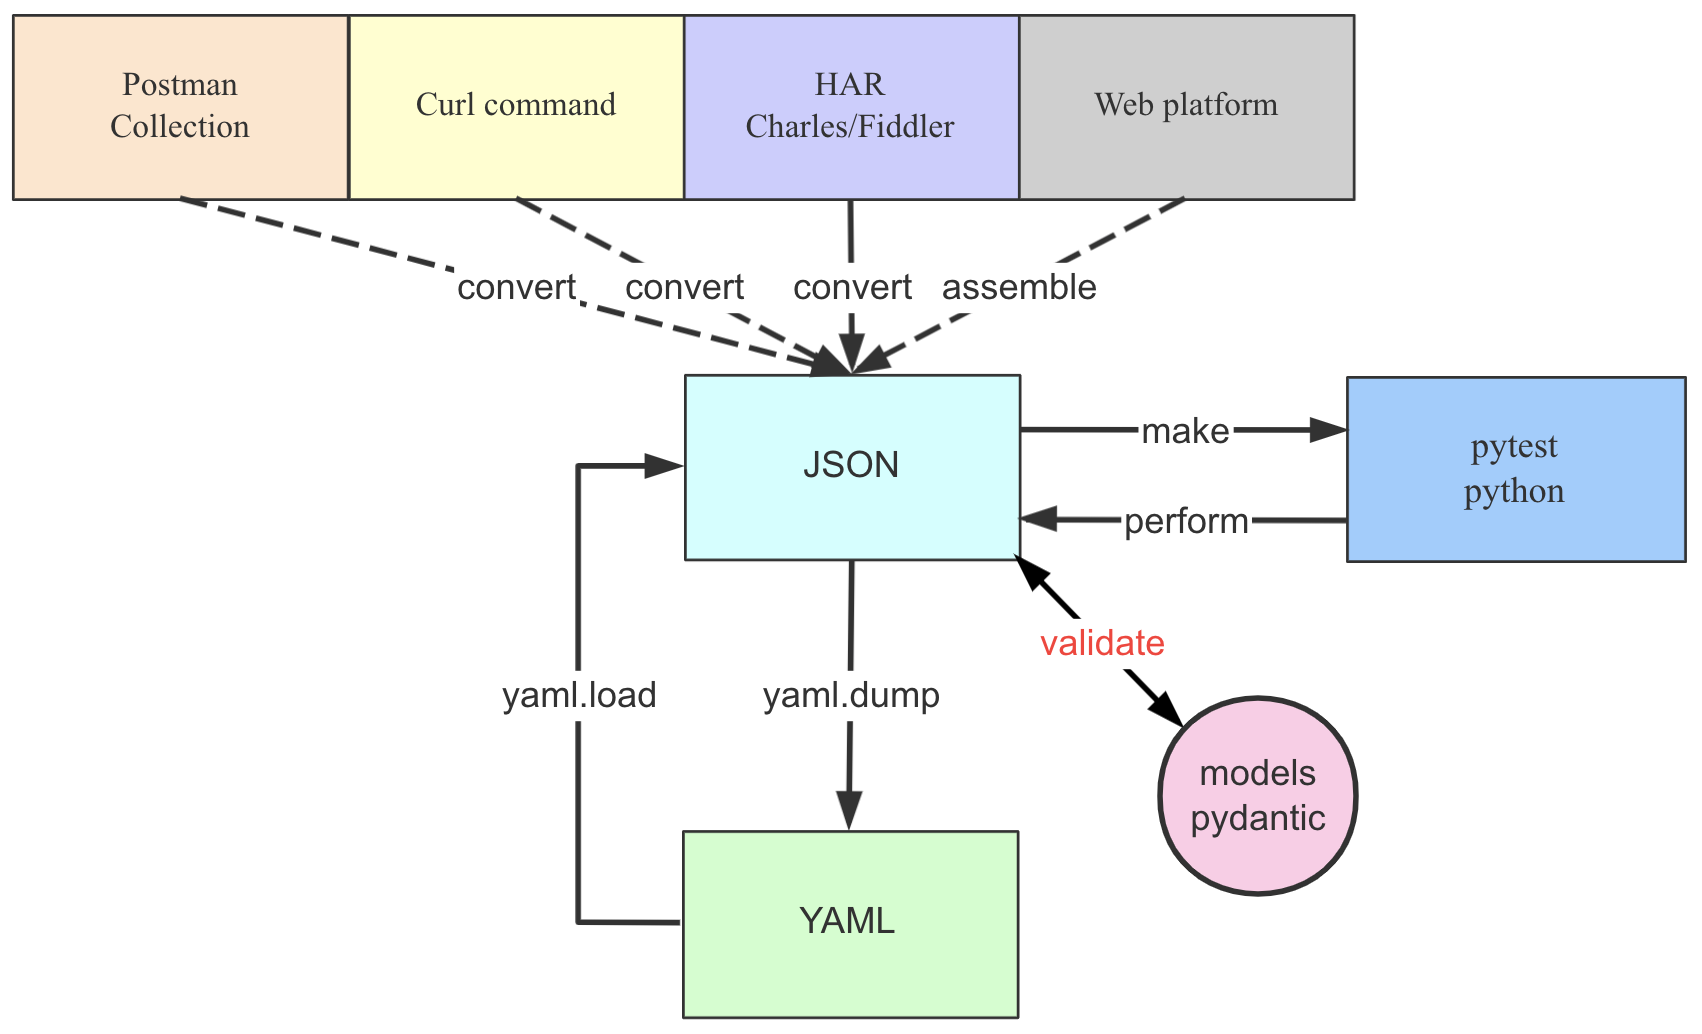 Postman
Collection
Curl command
HAR
Charles/Fiddler
Web platform
convert
convert
convert
assemble
JSON
make
perform
pytest
python
validate
yaml.load
yaml.dump
models
pydantic
YAML